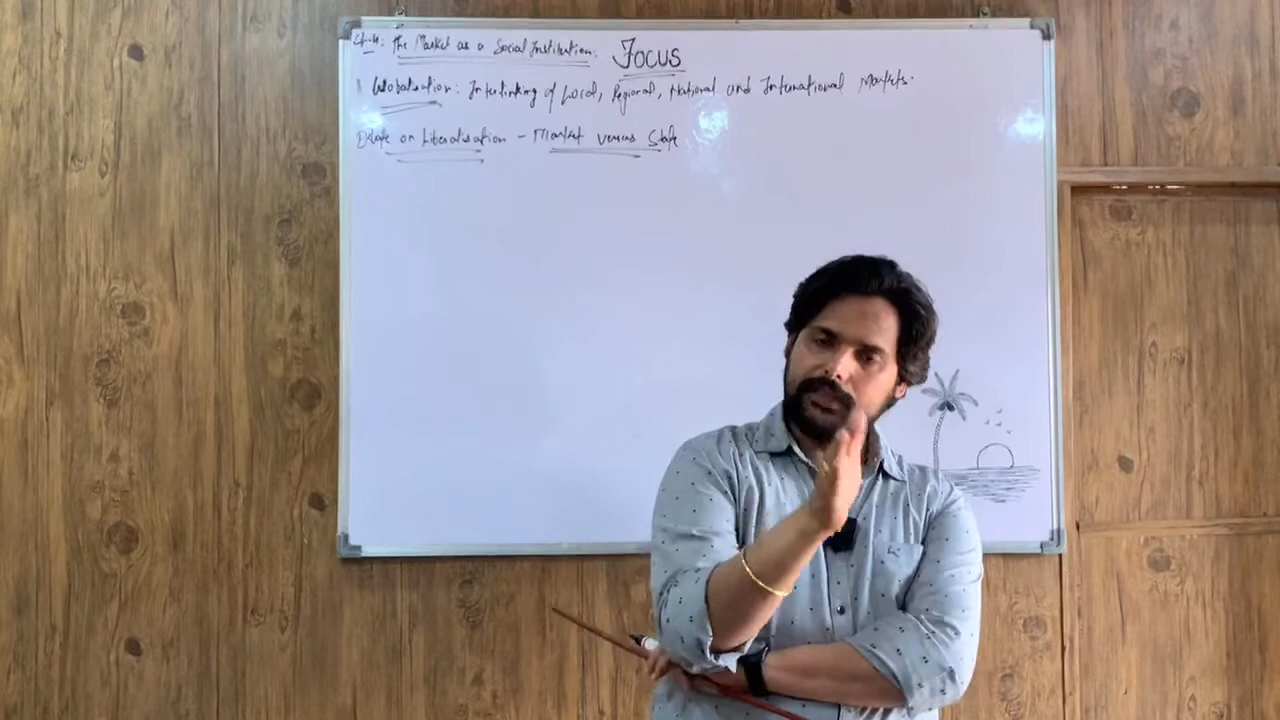 Ch-4: The Market as a Social Institution. FOCUS
Globalisation: Interlinking of Local, Regional, National and International Markets.
Debate on Liberalisation - Market versus State